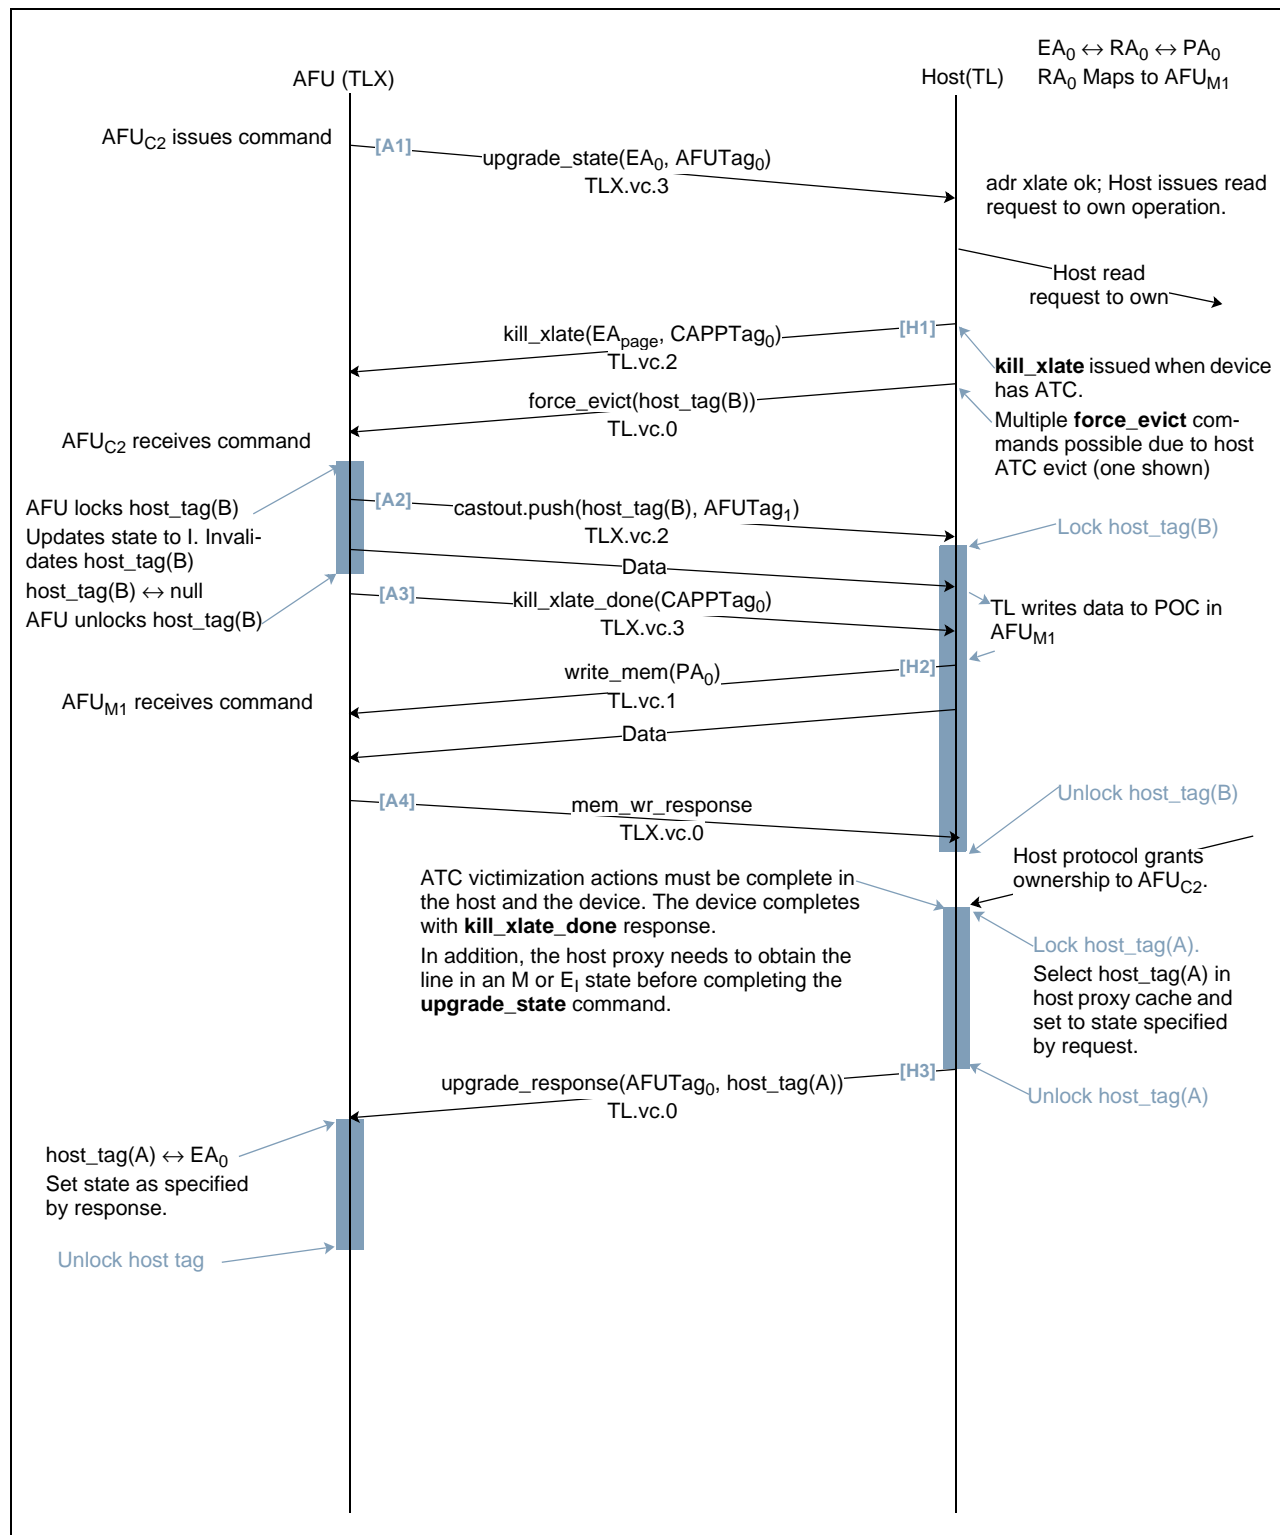 EA0 ↔ RA0 ↔ PA0
RA0 Maps to AFUM1
AFU (TLX)
Host(TL)
AFUC2 issues command
[A1]
upgrade_state(EA0, AFUTag0)
TLX.vc.3
adr xlate ok; Host issues read
request to own operation.
Host read
request to own
[H1]
kill_xlate(EApage, CAPPTag0)
TL.vc.2
kill_xlate issued when device
has ATC.
force_evict(host_tag(B))
TL.vc.0
Multiple force_evict com-
mands possible due to host
ATC evict (one shown)
AFUC2 receives command
AFU locks host_tag(B)
Updates state to I. Invali-
dates host_tag(B)
host_tag(B) ↔ null
AFU unlocks host_tag(B)
[A2]
castout.push(host_tag(B), AFUTag1)
TLX.vc.2
Lock host_tag(B)
Data
[A3]
kill_xlate_done(CAPPTag0)
TLX.vc.3
TL writes data to POC in
AFUM1
[H2]
write_mem(PA0)
TL.vc.1
AFUM1 receives command
Data
[A4]
mem_wr_response
TLX.vc.0
Unlock host_tag(B)
Host protocol grants
ownership to AFUC2.
ATC victimization actions must be complete in
the host and the device. The device completes
with kill_xlate_done response.
In addition, the host proxy needs to obtain the
line in an M or EI state before completing the
upgrade_state command.
Lock host_tag(A).
Select host_tag(A) in
host proxy cache and
set to state specified
by request.
[H3]
upgrade_response(AFUTag0, host_tag(A))
TL.vc.0
Unlock host_tag(A)
host_tag(A) ↔ EA0
Set state as specified
by response.
Unlock host tag